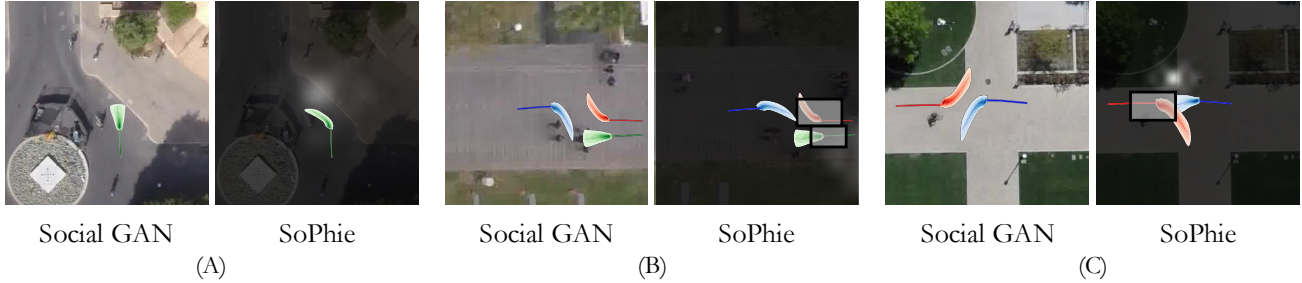 Social GAN SoPhie Social GAN SoPhie Social GAN SoPhie
(A) (B) (C)